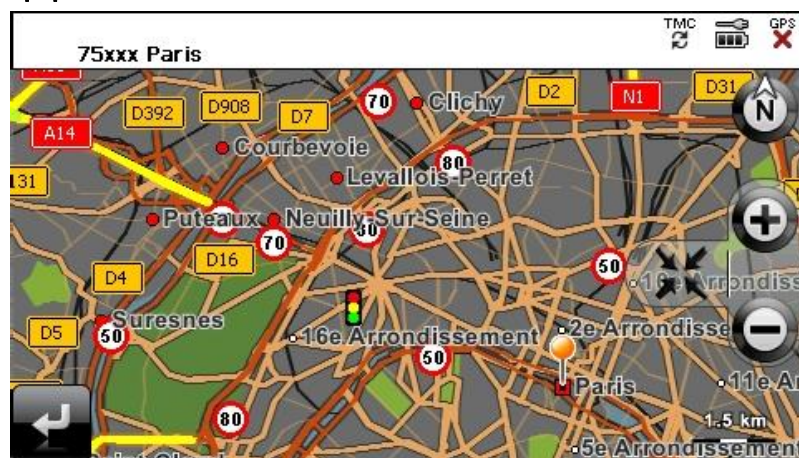 TMC
GPS
75xxx Paris
70
Clichy
D2
N1
D31
N
D392
D908
D7
A14
Courbevoie
80
131
Levallois-Perret
Puteaux
Neuilly-Sur-Seine
70
D16
50
D4
Suresnes
50
D5
16e Arrondissement
2e Arrondisse
50
Paris
11e A
80
1.5 km
5e Arrondissement